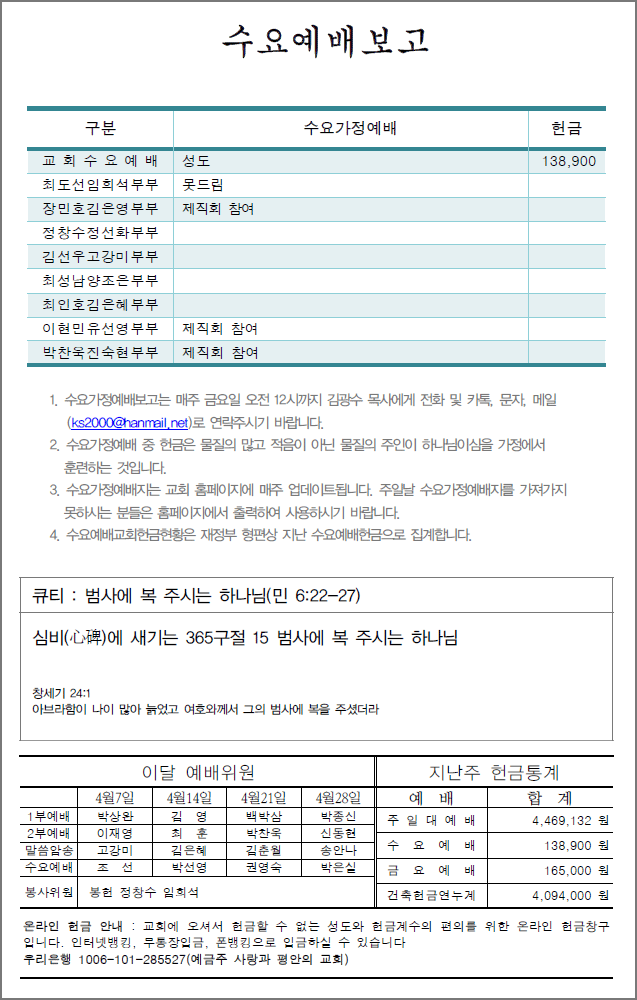 수요예배보고
구분 수요가정예배 헌금
교 회 수 요 예 배 성도 138,900
최도선임희석부부 못드림
장민호김은영부부 제직회 참여
정창수정선화부부
김선우고강미부부
최성남양조은부부
최인호김은혜부부
이현민유선영부부 제직회 참여
박찬욱진숙현부부 제직회 참여
1. 수요가정예배보고는 매주 금요일 오전 12시까지 김광수 목사에게 전화 및 카톡, 문자, 메일
(ks2000@hanmail.net)로 연락주시기 바랍니다.
2. 수요가정예배 중 헌금은 물질의 많고 적음이 아닌 물질의 주인이 하나님이심을 가정에서
훈련하는 것입니다.
3. 수요가정예배지는 교회 홈페이지에 매주 업데이트됩니다. 주일날 수요가정예배지를 가져가지
못하시는 분들은 홈페이지에서 출력하여 사용하시기 바랍니다.
4. 수요예배교회헌금현황은 재정부 형편상 지난 수요예배헌금으로 집계합니다.
큐티 : 범사에 복 주시는 하나님(민 6:22-27)
심비(心碑)에 새기는 365구절 15 범사에 복 주시는 하나님
창세기 24:1
아브라함이 나이 많아 늙었고 여호와께서 그의 범사에 복을 주셨더라
이달 예배위원
4월7일 4월14일 4월21일 4월28일
1부예배 박상완 김 영 백박삼 박종신
2부예배 이재영 최 훈 박찬욱 신동현
말씀암송 고강미 김은혜 김춘월 송안나
수요예배 조 선 박선영 권영숙 박은실
봉사위원 봉헌 정창수 임희석
지난주 헌금통계
예 배 합 계
주 일 대 예 배 4,469,132 원
수 요 예 배 138,900 원
금 요 예 배 165,000 원
건축헌금연누계 4,094,000 원
온라인 헌금 안내 : 교회에 오셔서 헌금할 수 없는 성도와 헌금계수의 편의를 위한 온라인 헌금창구
입니다. 인터넷뱅킹, 무통장입금, 폰뱅킹으로 입금하실 수 있습니다
우리은행 1006-101-285527(예금주 사랑과 평안의 교회)